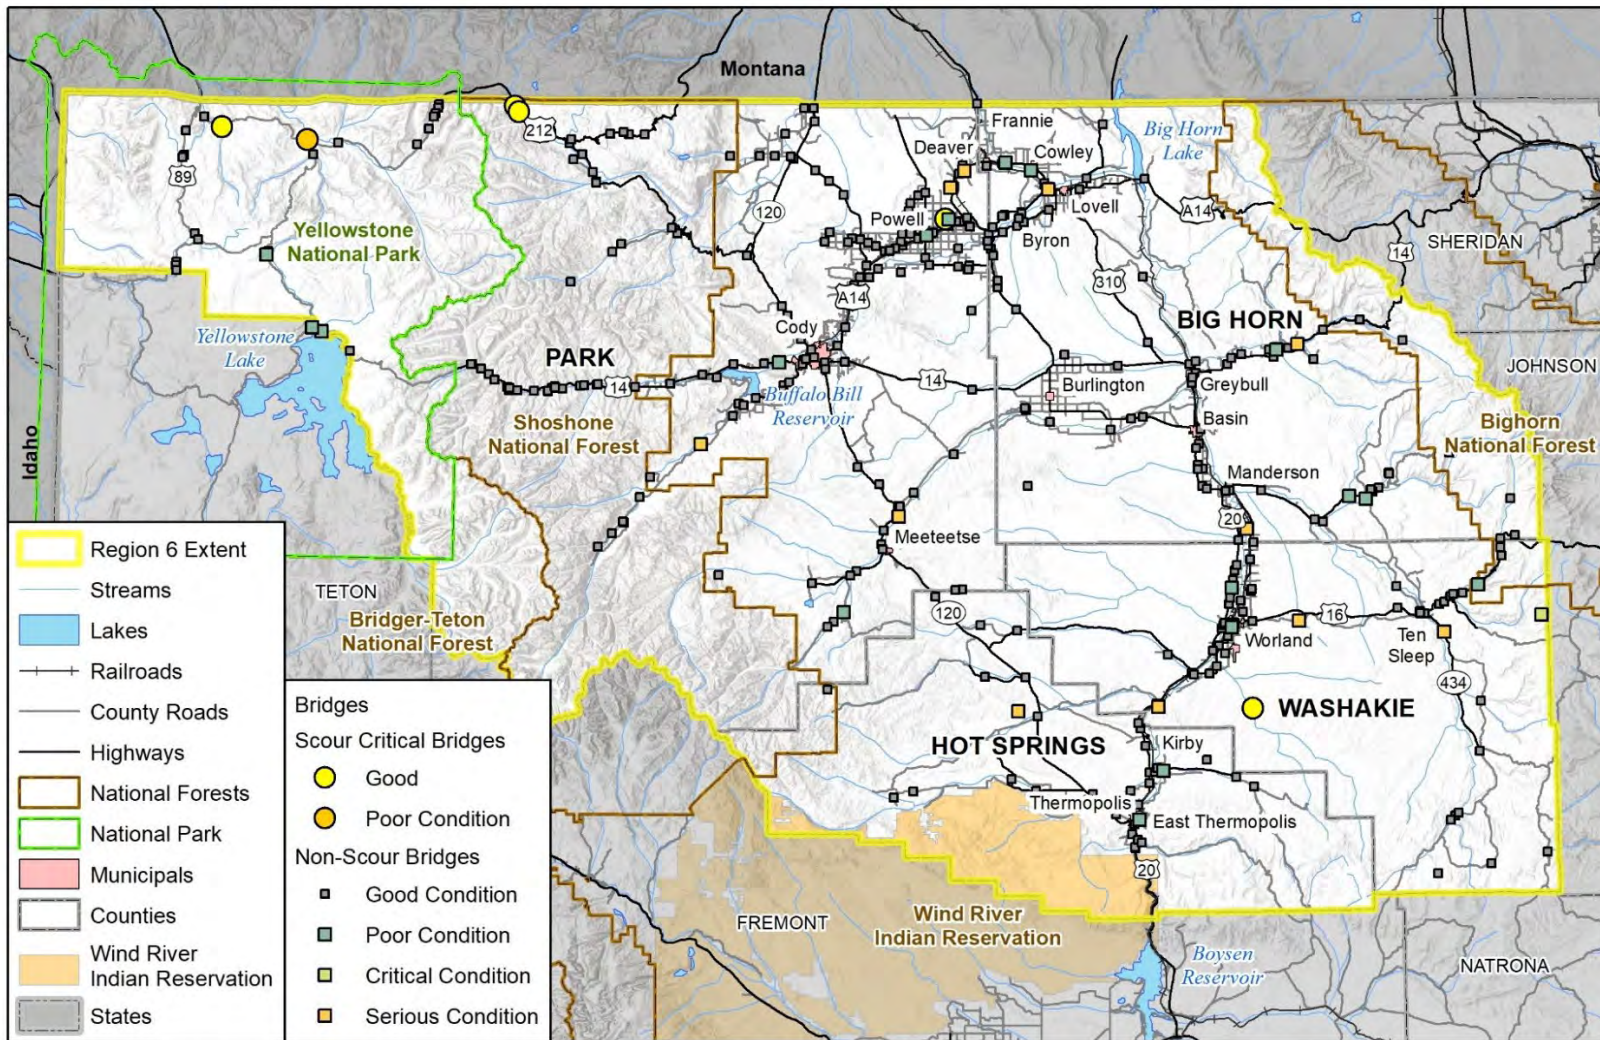 Montana
Frannie
Big Horn
Lake
212
Deaver
Cowley
89
120
A14
Powell
Lovell
Byron
14
SHERIDAN
Yellowstone
National Park
310
A14
BIG HORN
Yellowstone
Lake
Cody
PARK
14
14
JOHNSON
Burlington
Greybull
Buffalo Bill
Reservoir
Basin
Shoshone
National Forest
Bighorn
National Forest
Idaho
Manderson
20
Meeteetse
TETON
Bridger-Teton
National Forest
120
16
Worland
Ten
Sleep
434
WASHAKIE
HOT SPRINGS
Kirby
Thermopolis
East Thermopolis
20
FREMONT
Wind River
Indian Reservation
Boysen
Reservoir
NATRONA
Region 6 Extent
Streams
Lakes
Railroads
County Roads
Highways
National Forests
National Park
Municipals
Counties
Wind River
Indian Reservation
States
Bridges
Scour Critical Bridges
Good
Poor Condition
Non-Scour Bridges
Good Condition
Poor Condition
Critical Condition
Serious Condition